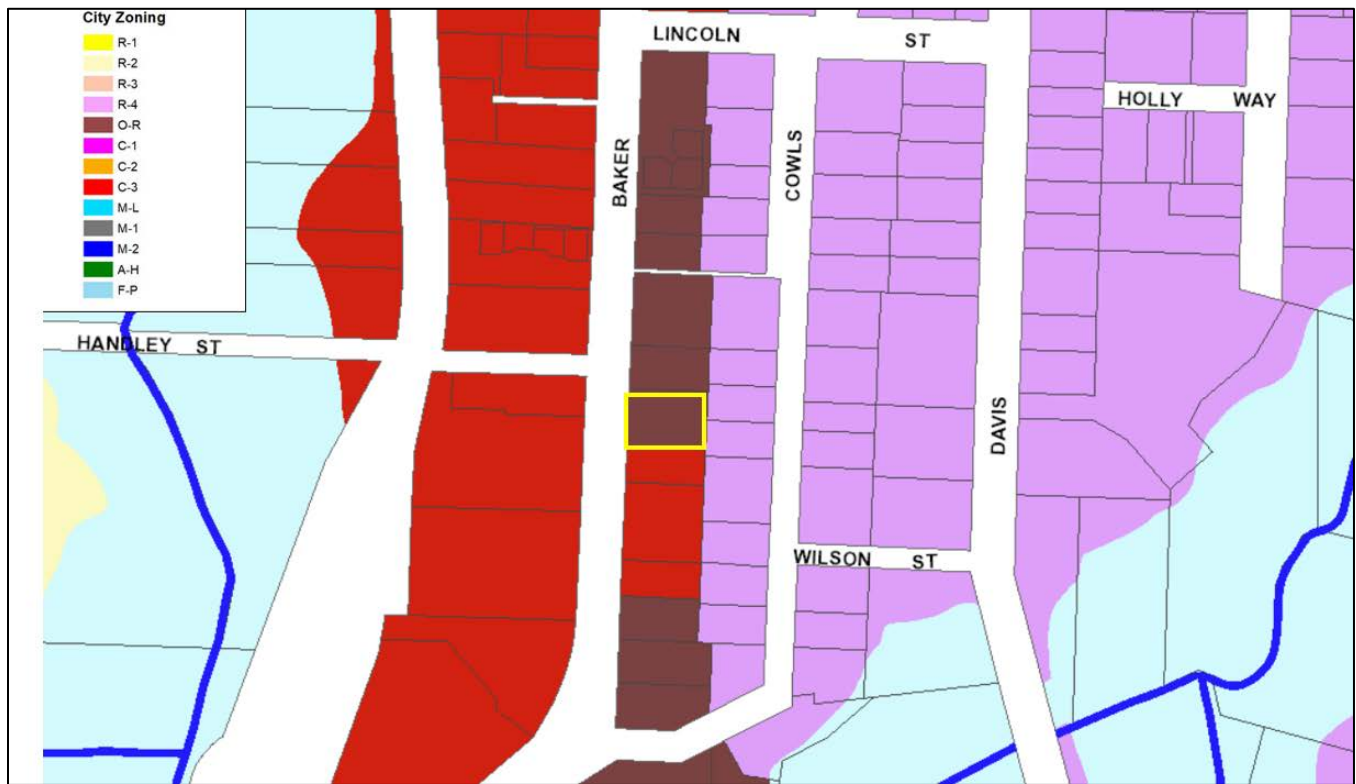 City Zoning
R-1
R-2
R-3
R-4
O-R
C-1
C-2
C-3
M-L
M-1
M-2
A-H
F-P
LINCOLN ST
HOLLY WAY
BAKER
COWLS
HANDLEY ST
DAVIS
WILSON ST